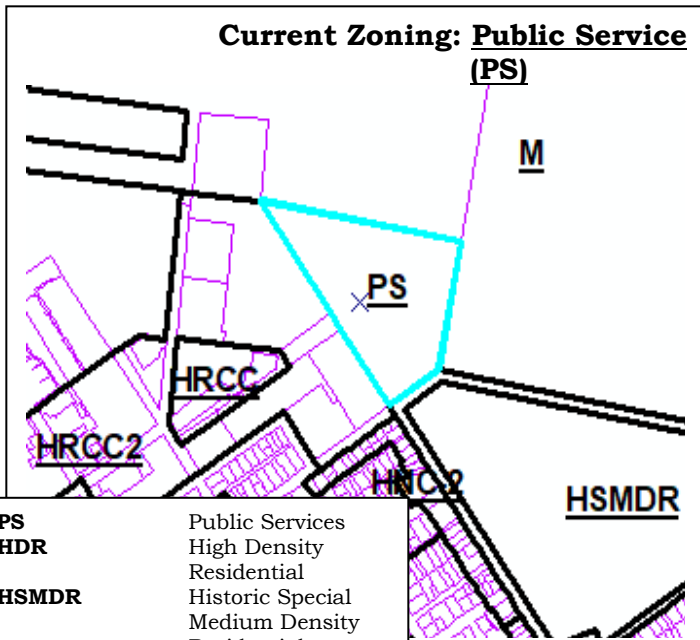 Current Zoning: Public Service
(PS)
M
PS
HRCC
HRCC2
HNC-2
HSMDR
PS Public Services
HDR High Density
Residential
HSMDR Historic Special
Medium Density